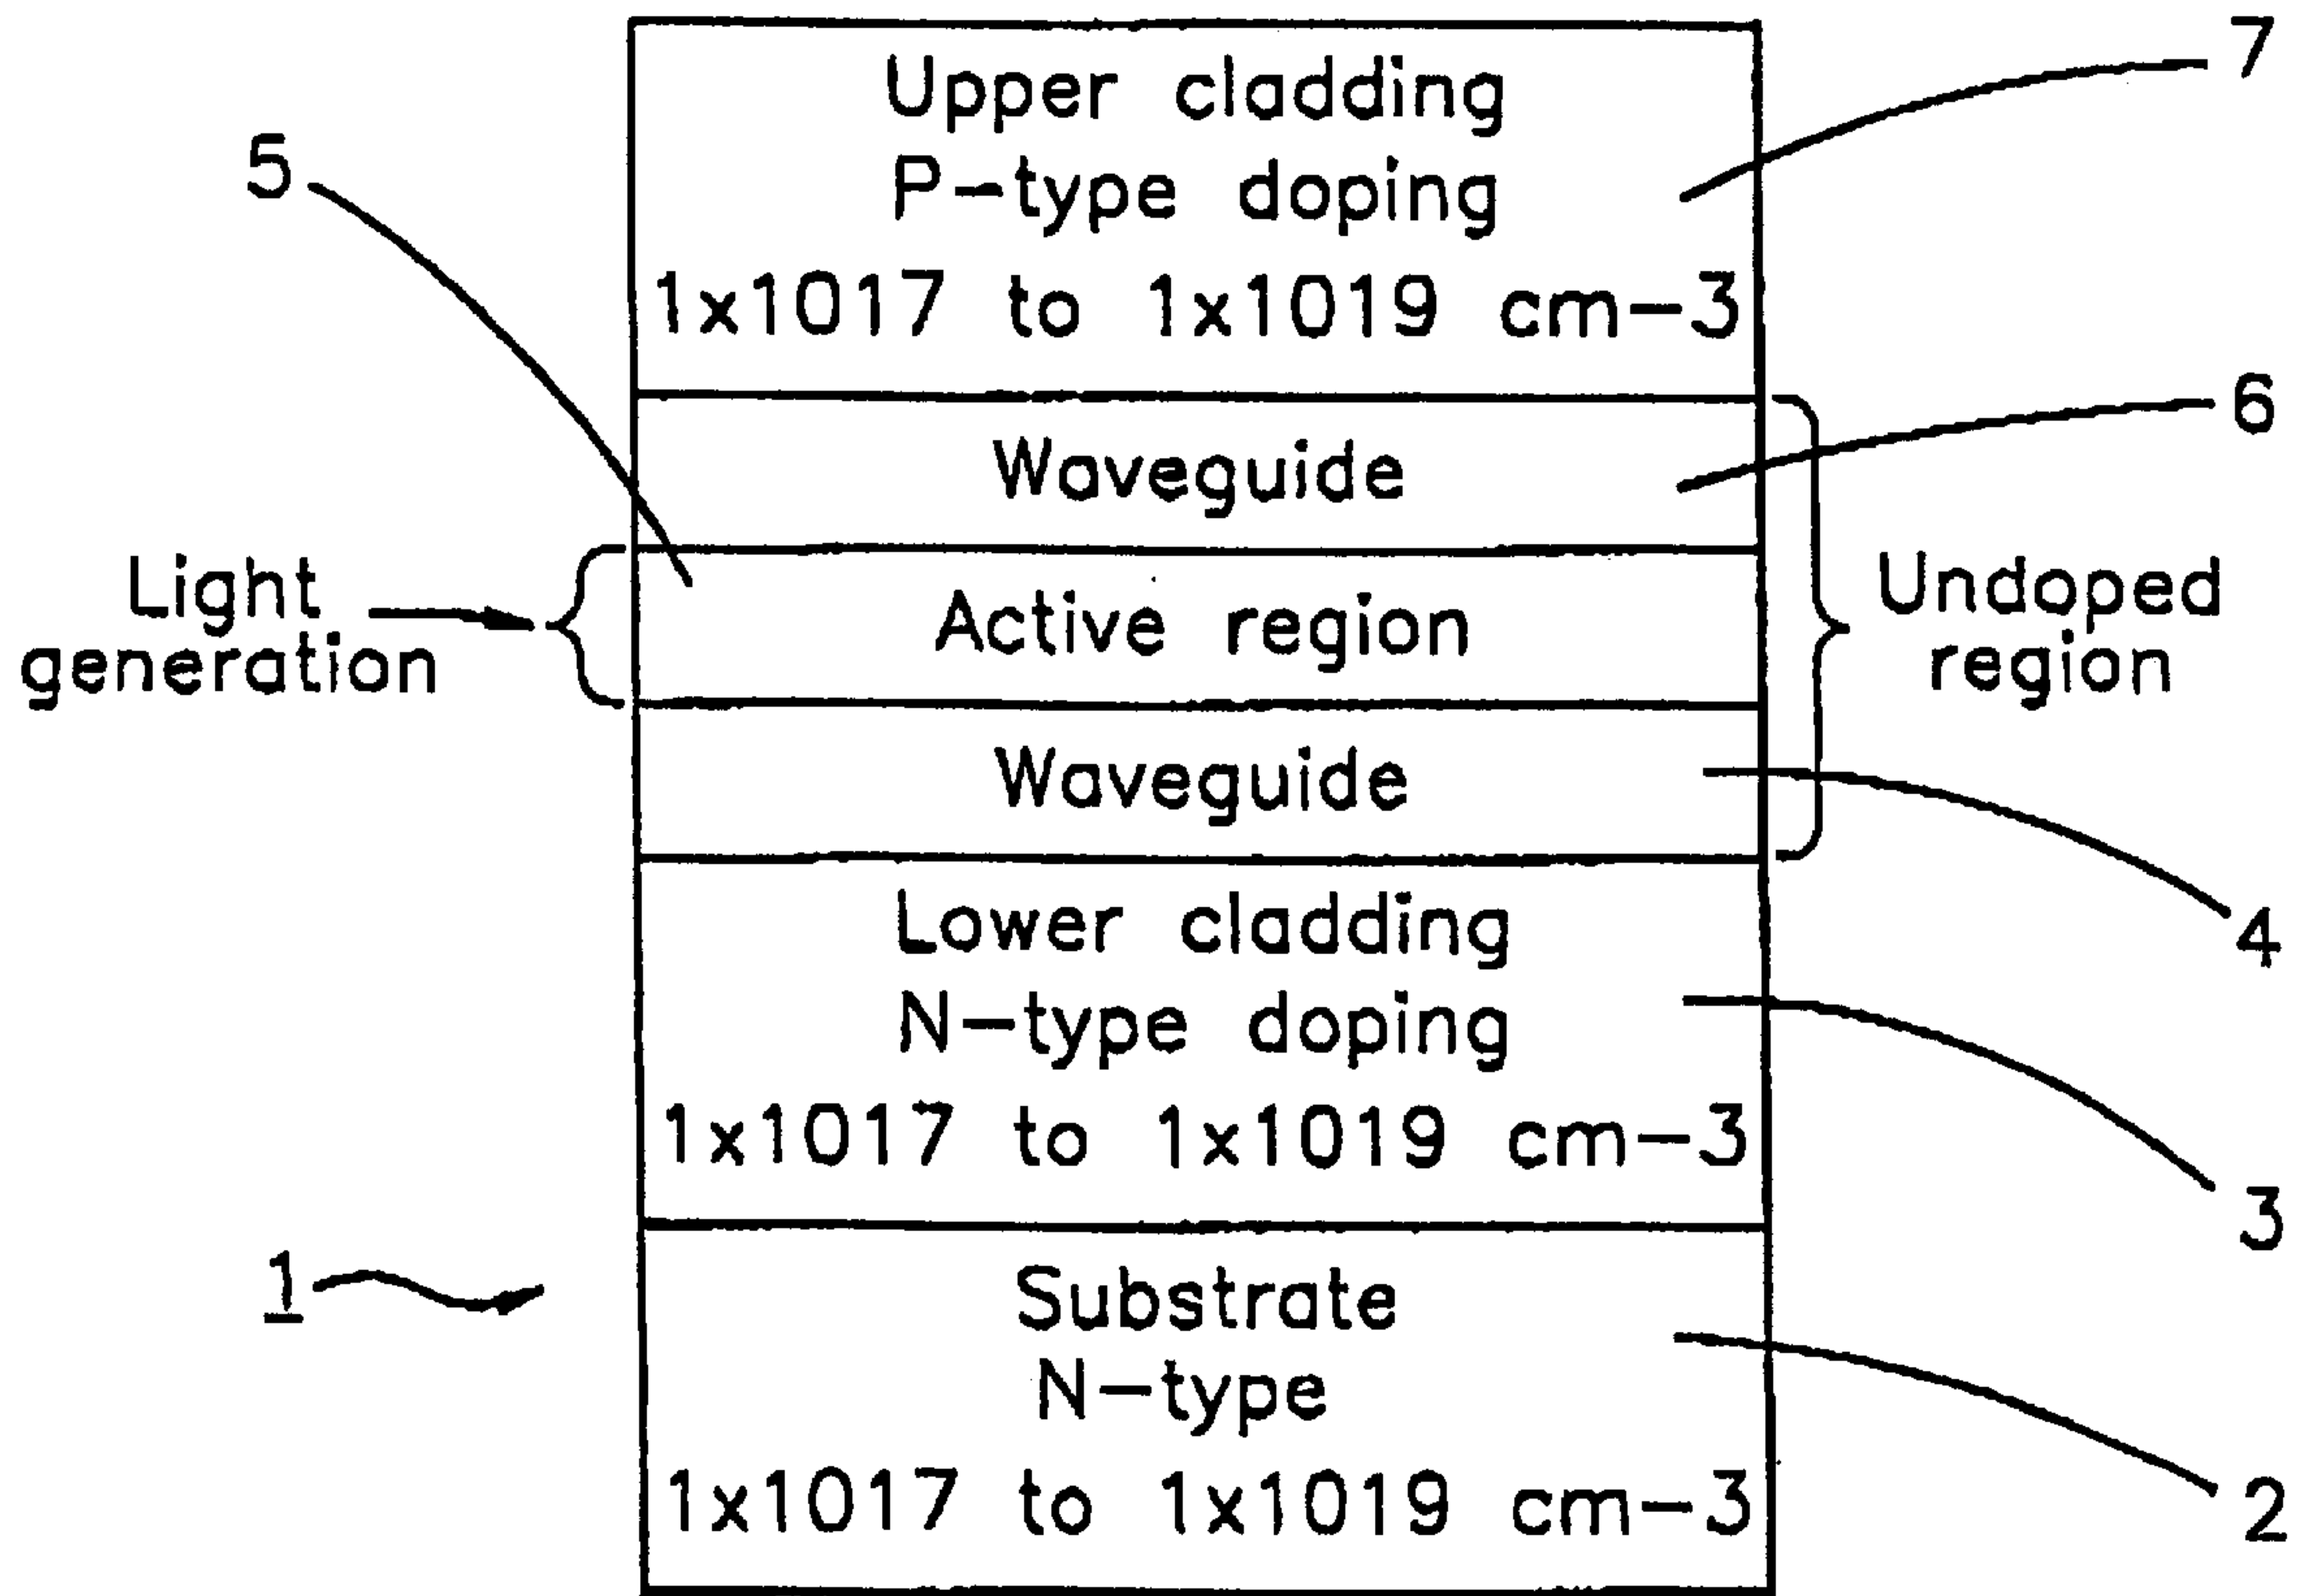 7
Upper cladding
P-type doping
1x1017 to 1x1019 cm-3
5
6
Waveguide
Light
generation
Active region
Undoped
region
Waveguide
4
Lower cladding
N-type doping
1x1017 to 1x1019 cm-3
3
1
Substrate
N-type
1x1017 to 1x1019 cm-3
2